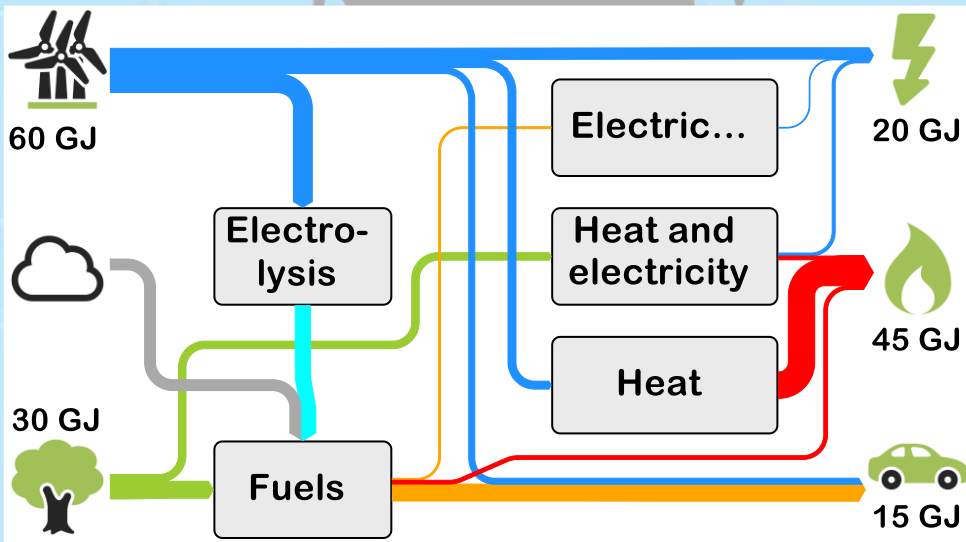 60 GJ
20 GJ
Electric...
Electro-
lysis
Heat and
electricity
45 GJ
Heat
30 GJ
Fuels
15 GJ